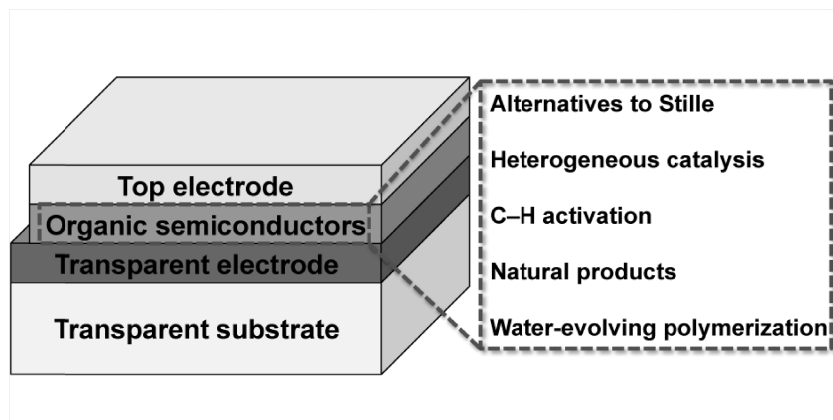 Top electrode
Organic semiconductors
Transparent electrode
Transparent substrate
Alternatives to Stille
Heterogeneous catalysis
C–H activation
Natural products
Water-evolving polymerization